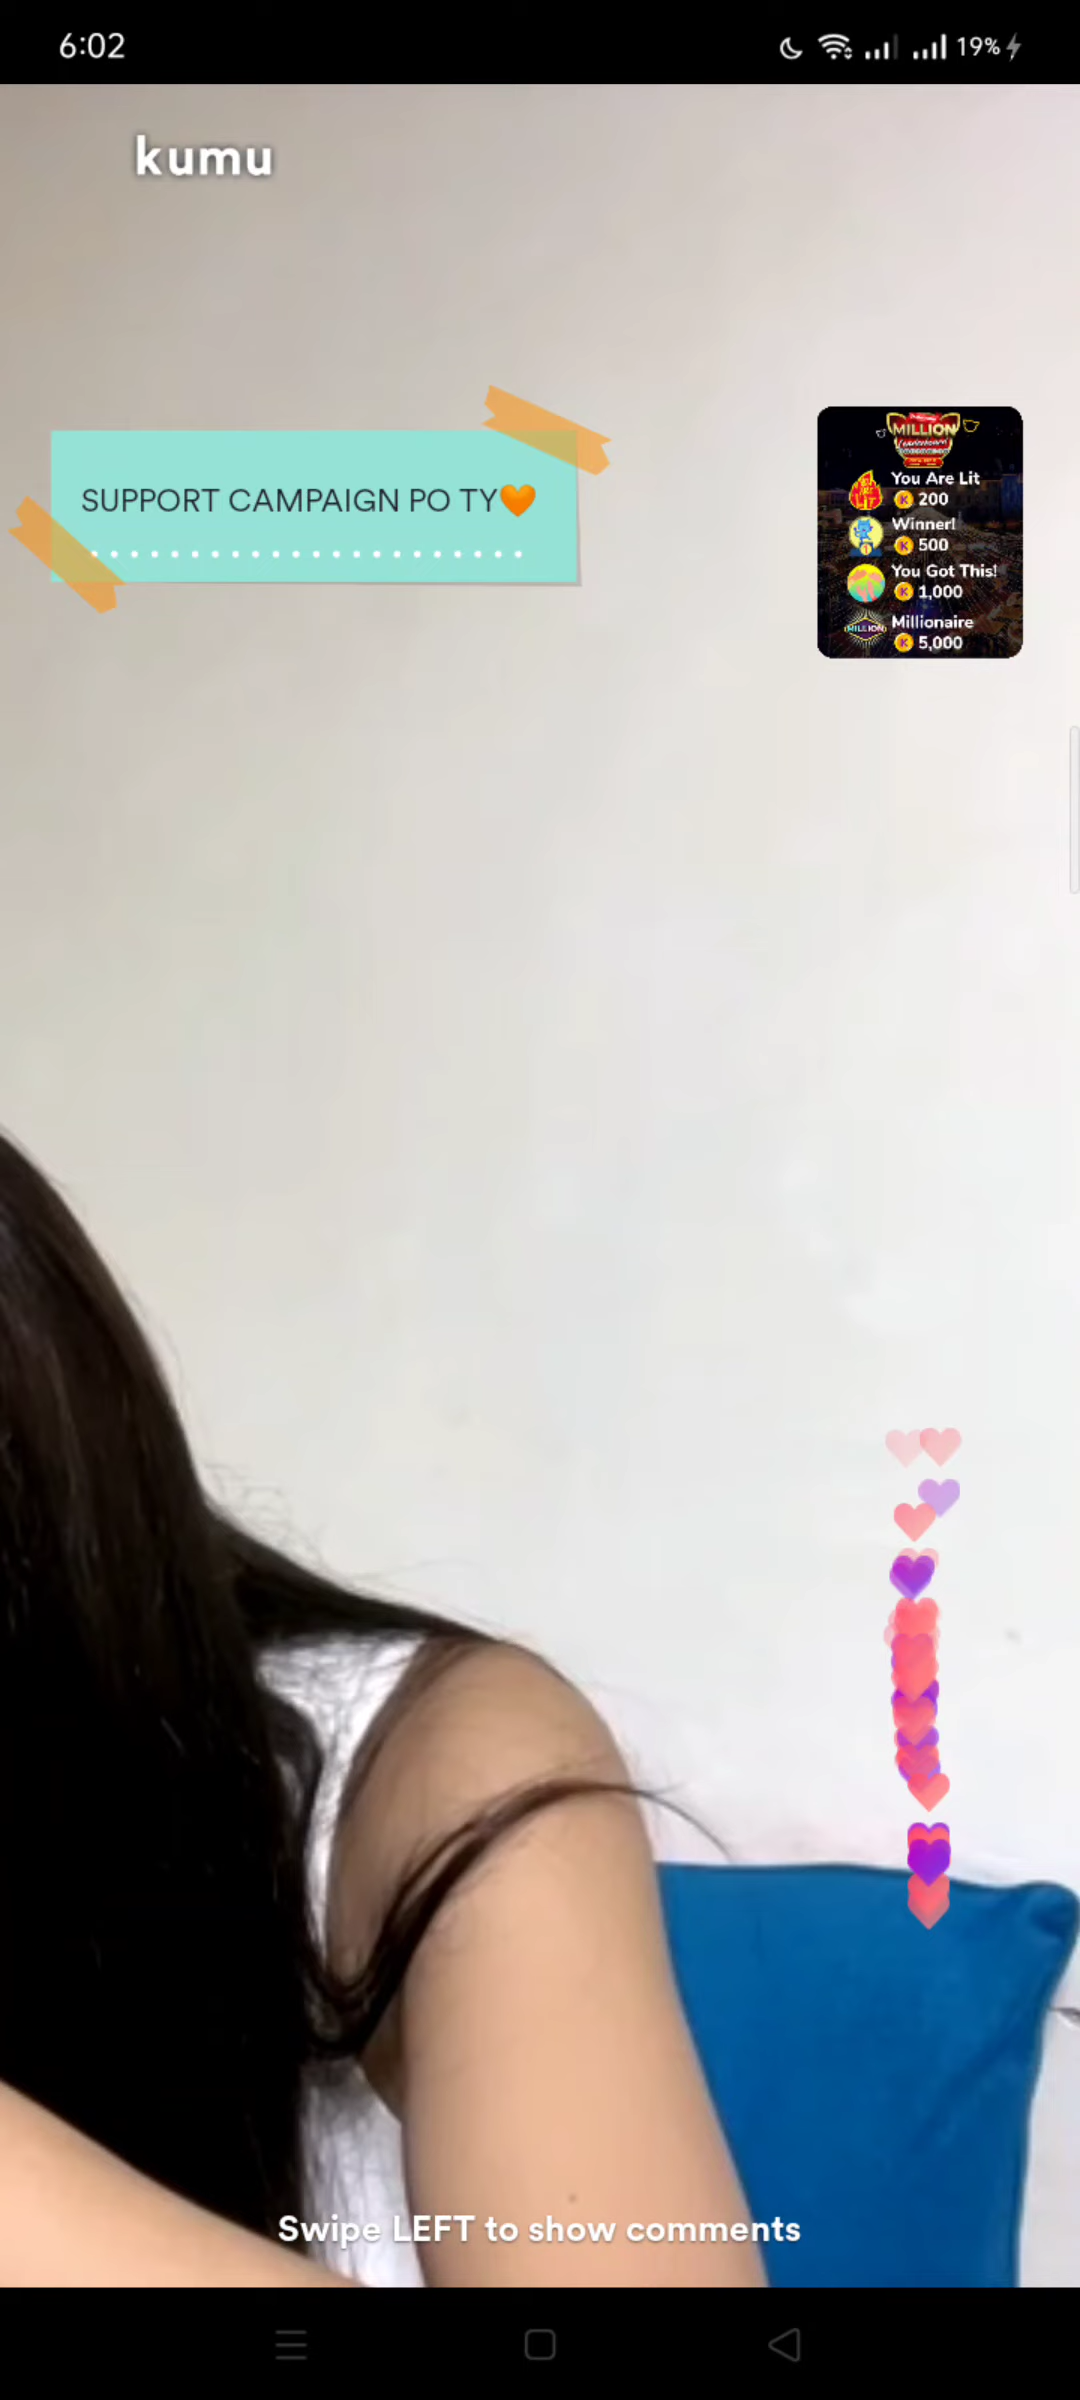 6:02
19%
kumu
SUPPORT CAMPAIGN PO TY🧡
MILLION
You Are Lit
K 200
Winner!
K 500
You Got This!
K 1,000
MILLION
Millionaire
K 5,000
Swipe LEFT to show comments